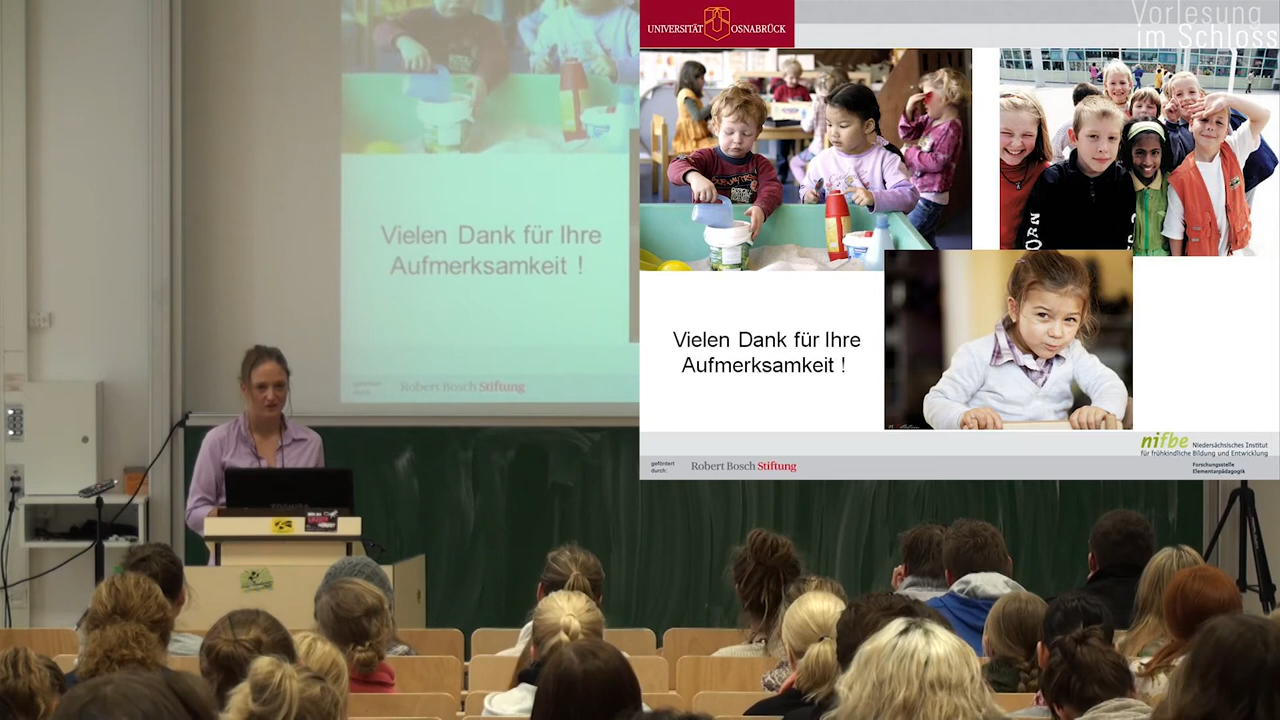 UNIVERSITÄT OSNABRÜCK
Vorlesung
im Schloss
Vielen Dank für Ihre
Aufmerksamkeit !
Robert Bosch Stiftung
Vielen Dank für Ihre
Aufmerksamkeit !
nifbe Niedersächsisches Institut
für frühkindliche Bildung und Entwicklung
Forschungsstelle
Elementarpädagogik
gefördert
durch:
Robert Bosch Stiftung